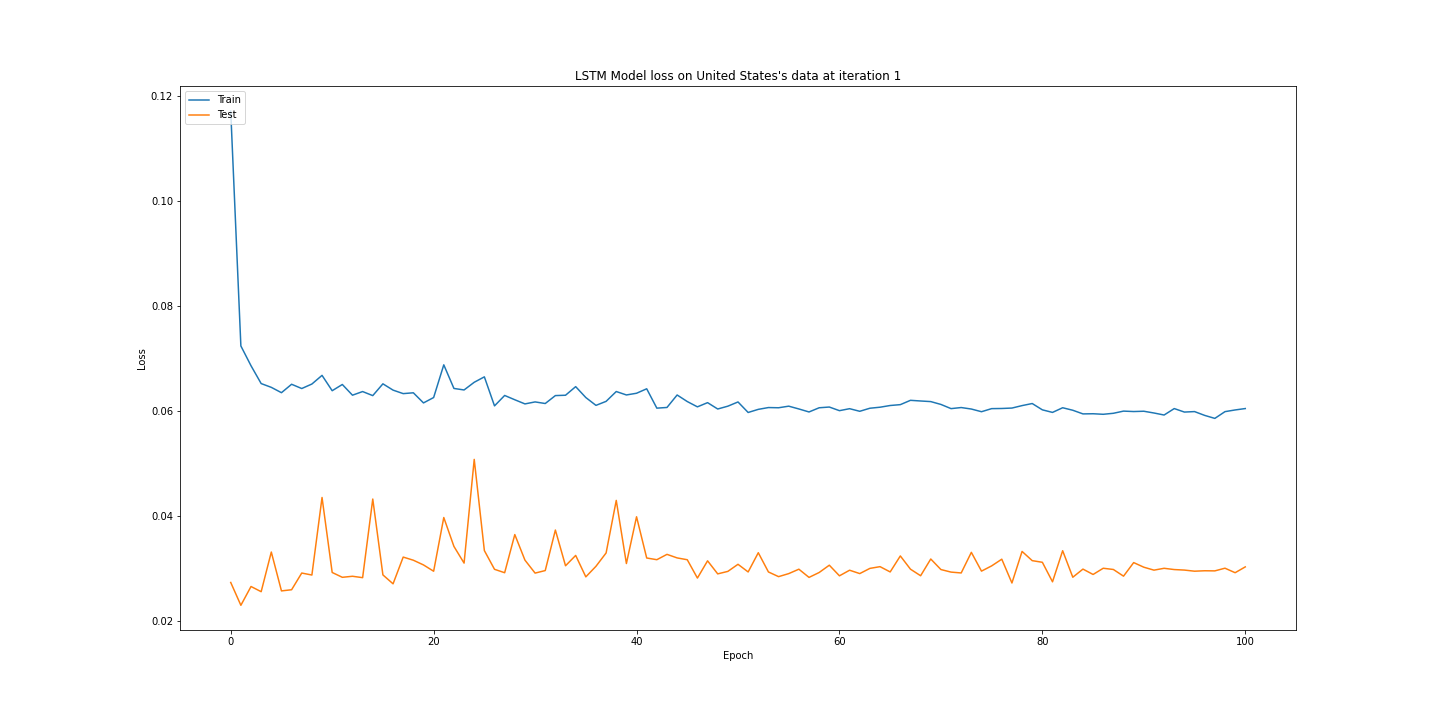 LSTM Model loss on United States's data at iteration 1
Train
Test
0.12
0.10
0.08
0.06
0.04
0.02
Loss
0 20 40 60 80 100
Epoch